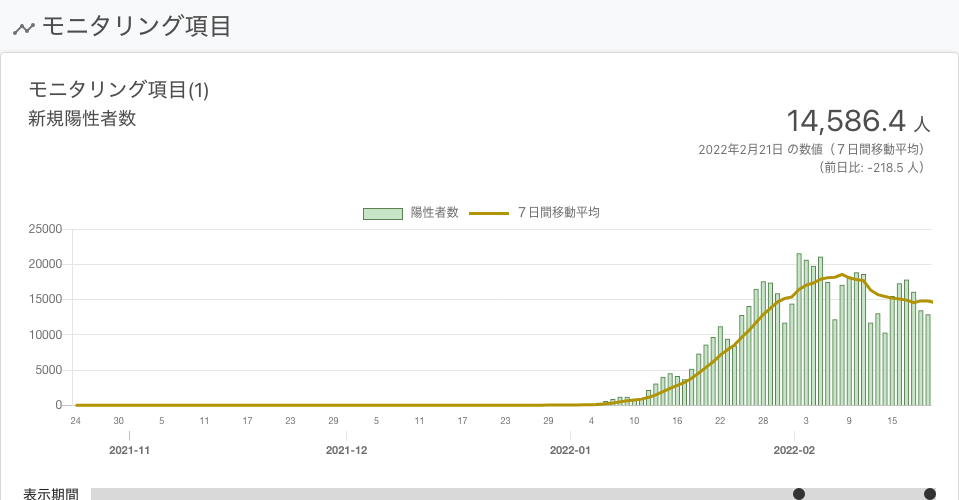 モニタリング項目
モニタリング項目(1)
新規陽性者数
14,586.4 人
2022年2月21日 の数値（７日間移動平均）
（前日比: -218.5 人）
陽性者数 ７日間移動平均
25000
20000
15000
10000
5000
0
24 30 5 11 17 23 29 5 11 17 23 29 4 10 16 22 28 3 9 15
2021-11 2021-12 2022-01 2022-02
表示期間